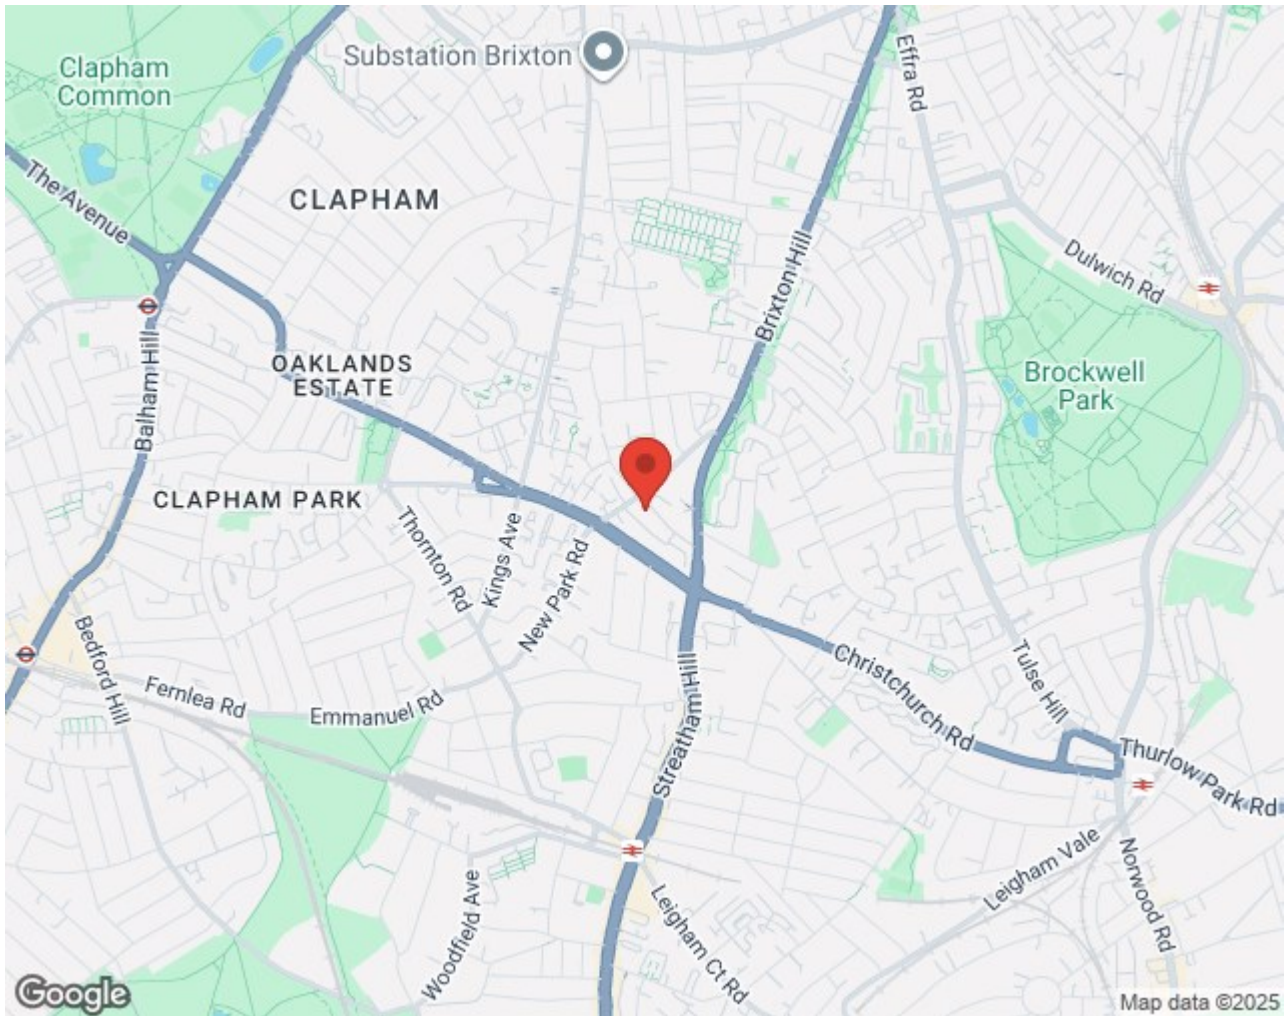 Substation Brixton
Clapham
Common
Effra Rd
The Avenue
CLAPHAM
Dulwich Rd
Brixton Hill
OAKLANDS
ESTATE
Brockwell
Park
Balham Hill
CLAPHAM PARK
Thornton Rd
Kings Ave
New Park Rd
Bedford Hill
Fernlea Rd
Emmanuel Rd
Streatham Hill
Christchurch Rd
Tulse Hill
Thurlow Park Rd
Woodfield Ave
Leigham Ct Rd
Leigham Vale
Norwood Rd
Google
Map data ©2025